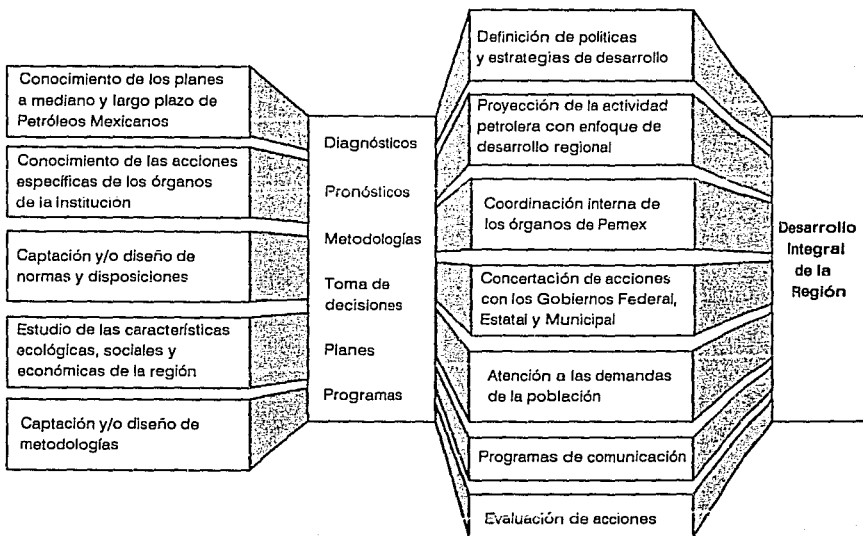 Conocimiento de los planes
a mediano y largo plazo de
Petróleos Mexicanos
Conocimiento de las acciones
específicas de los órganos
de la Institución
Captación y/o diseño de
normas y disposiciones
Estudio de las características
ecológicas, sociales y
económicas de la región
Captación y/o diseño de
metodologías
Diagnósticos
Pronósticos
Metodologías
Toma de
decisiones
Planes
Programas
Definición de políticas
y estrategias de desarrollo
Proyección de la actividad
petrolera con enfoque de
desarrollo regional
Coordinación interna de
los órganos de Pemex
Concertación de acciones
con los Gobiernos Federal,
Estatal y Municipal
Atención a las demandas
de la población
Programas de comunicación
Evaluación de acciones
Desarrollo
Integral
de la
Región